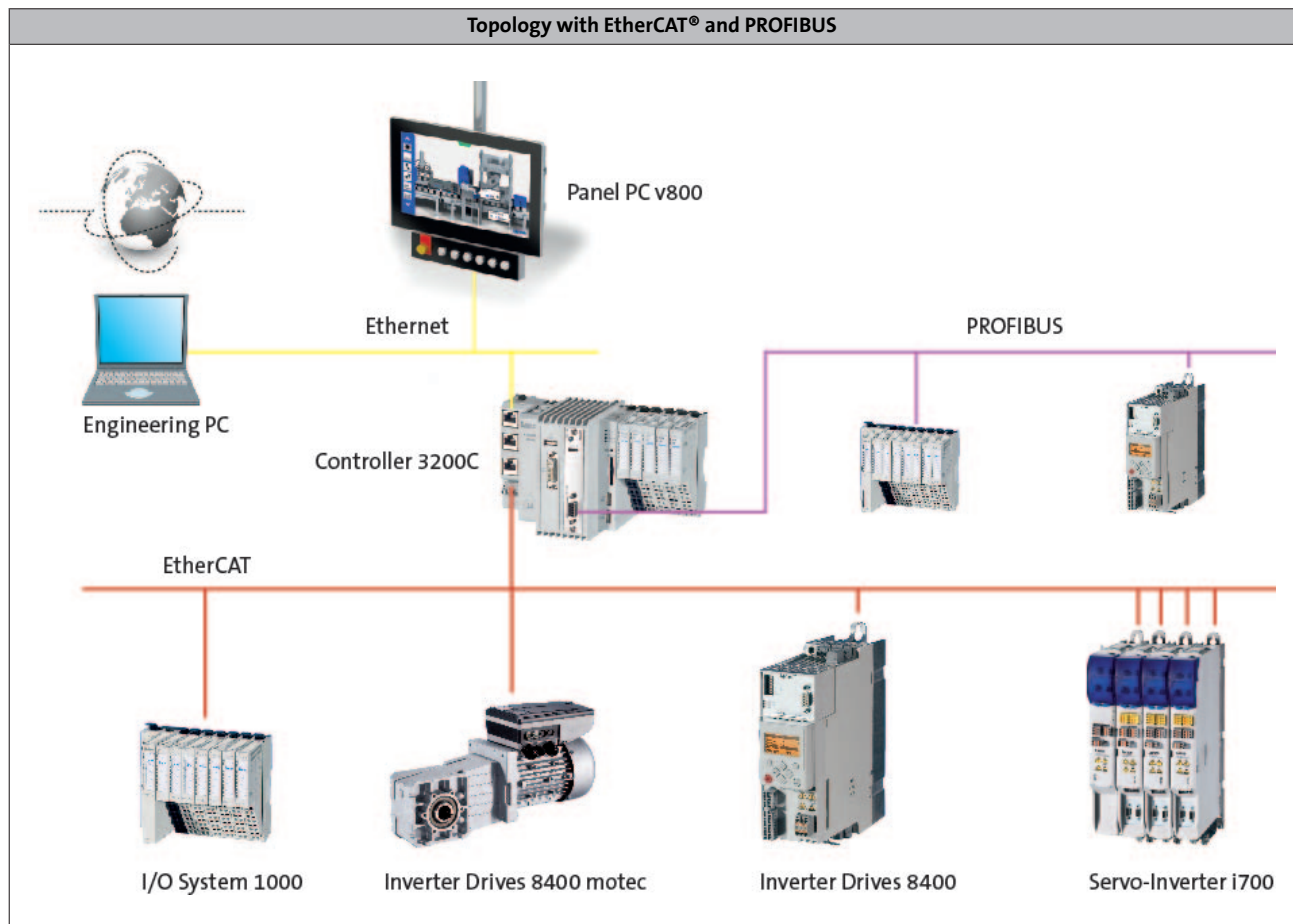 Topology with EtherCAT® and PROFIBUS
Panel PC v800
Ethernet
PROFIBUS
Engineering PC
Controller 3200C
EtherCAT
I/O System 1000
Inverter Drives 8400 motec
Inverter Drives 8400
Servo-Inverter i700